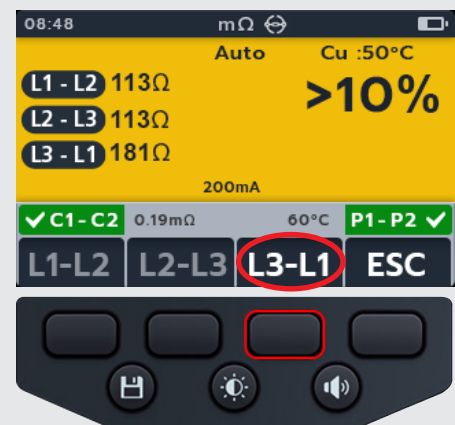 08:48 mΩ
Auto Cu :50°C
L1 - L2 113Ω
>10%
L2 - L3 113Ω
L3 - L1 181Ω
200mA
✓ C1 - C2 0.19mΩ 60°C P1 - P2 ✓
L1-L2 L2-L3 L3-L1 ESC